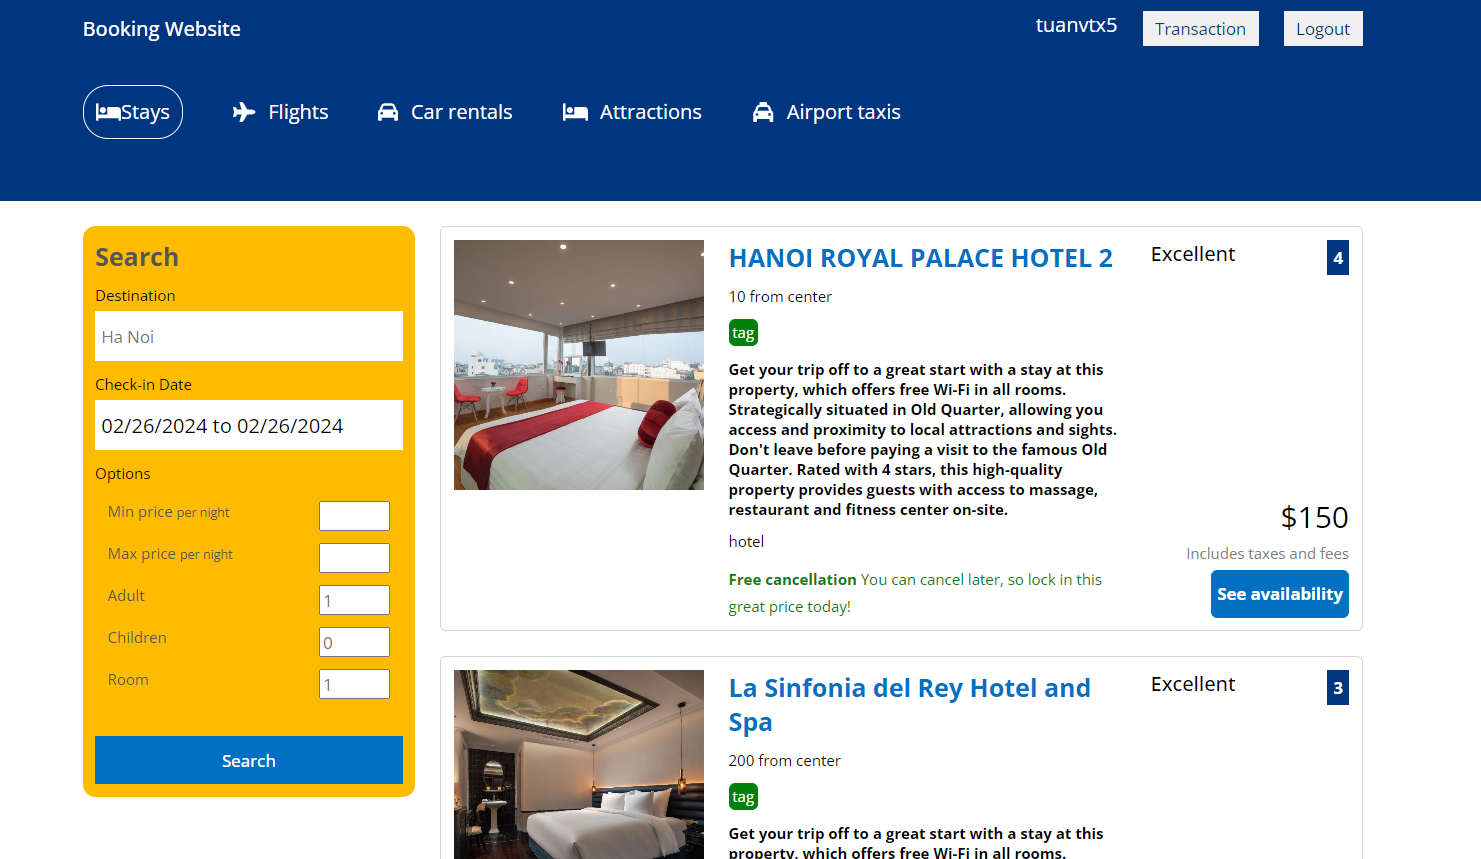 Booking Website
tuanvtx5
Transaction
Logout
Stays
Flights
Car rentals
Attractions
Airport taxis
Search
Destination
Ha Noi
Check-in Date
02/26/2024 to 02/26/2024
Options
Min price per night
Max price per night
Adult
1
Children
0
Room
1
Search
HANOI ROYAL PALACE HOTEL 2
10 from center
tag
Get your trip off to a great start with a stay at this
property, which offers free Wi-Fi in all rooms.
Strategically situated in Old Quarter, allowing you
access and proximity to local attractions and sights.
Don't leave before paying a visit to the famous Old
Quarter. Rated with 4 stars, this high-quality
property provides guests with access to massage,
restaurant and fitness center on-site.
hotel
Free cancellation You can cancel later, so lock in this
great price today!
Excellent
4
$150
Includes taxes and fees
See availability
La Sinfonia del Rey Hotel and
Spa
200 from center
tag
Get your trip off to a great start with a stay at this
property, which offers free Wi-Fi in all rooms.
Excellent
3